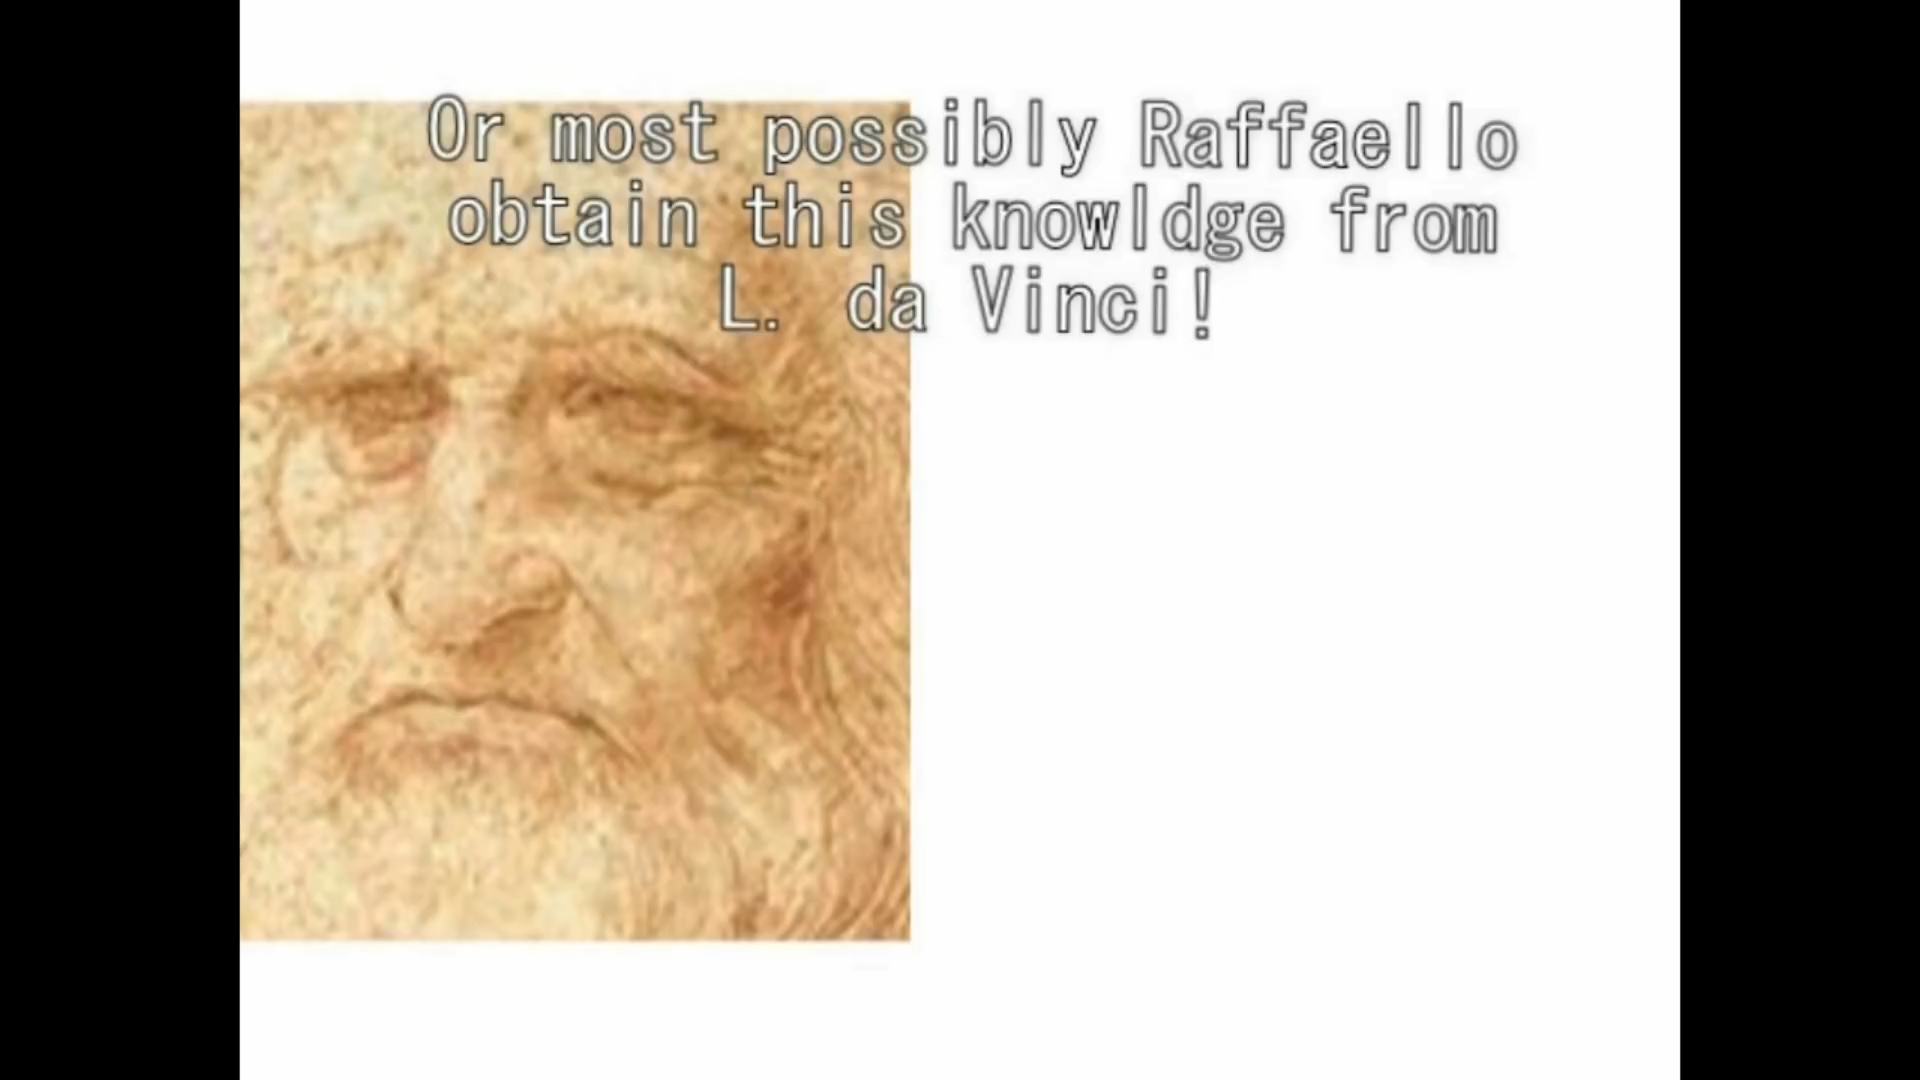 Or most possibly Raffaello
obtain this knowldge from
L. da Vinci!